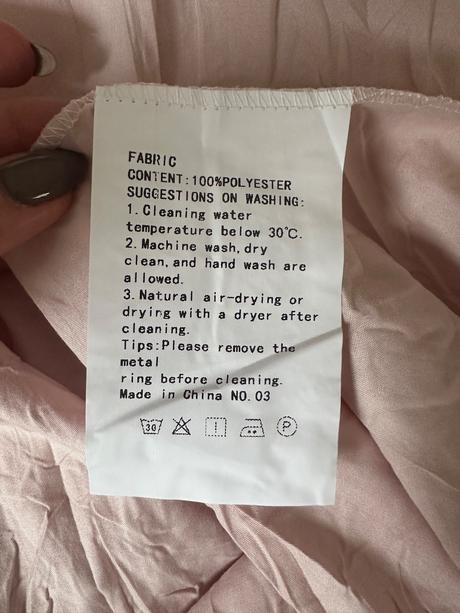 FABRIC
CONTENT:100%POLYESTER
SUGGESTIONS ON WASHING:
1. Cleaning water
temperature below 30℃.
2. Machine wash, dry
clean, and hand wash are
allowed.
3. Natural air-drying or
drying with a dryer after
cleaning.
Tips:Please remove the
metal
ring before cleaning.
Made in China NO.03
30 P